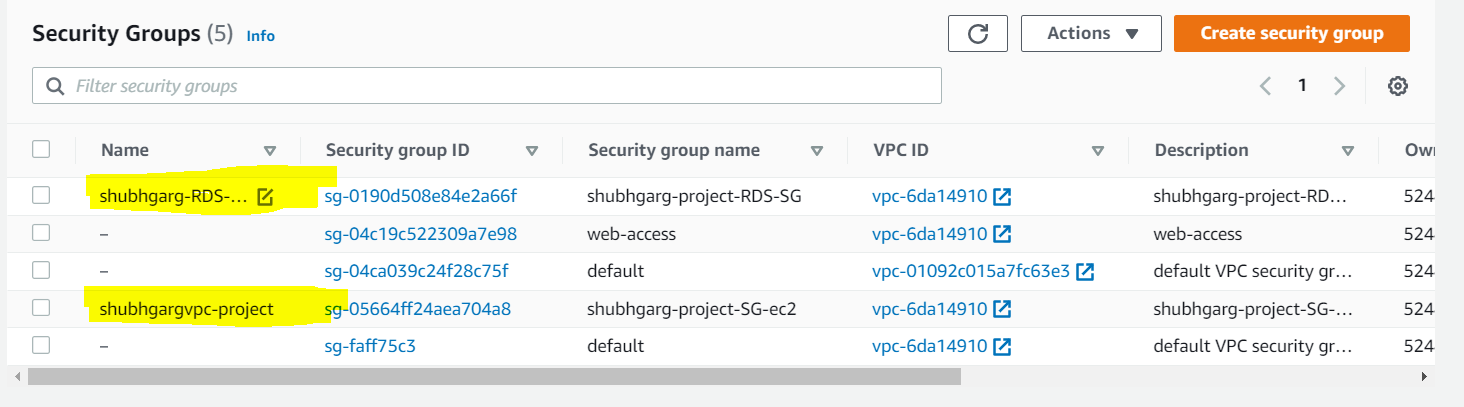 Security Groups (5) Info
Actions
Create security group
Filter security groups
1
Name Security group ID Security group name VPC ID Description Own
shubhgarg-RDS-... sg-0190d508e84e2a66f shubhgarg-project-RDS-SG vpc-6da14910 shubhgarg-project-RD... 524
– sg-04c19c522309a7e98 web-access vpc-6da14910 web-access 524
– sg-04ca039c24f28c75f default vpc-01092c015a7fc63e3 default VPC security gr... 524
shubhgargvpc-project sg-05664ff24aea704a8 shubhgarg-project-SG-ec2 vpc-6da14910 shubhgarg-project-SG-... 524
– sg-faff75c3 default vpc-6da14910 default VPC security gr... 524